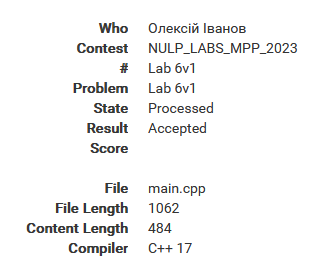 Who Олексій Іванов
Contest NULP_LABS_MPP_2023
# Lab 6v1
Problem Lab 6v1
State Processed
Result Accepted
Score
File main.cpp
File Length 1062
Content Length 484
Compiler C++ 17